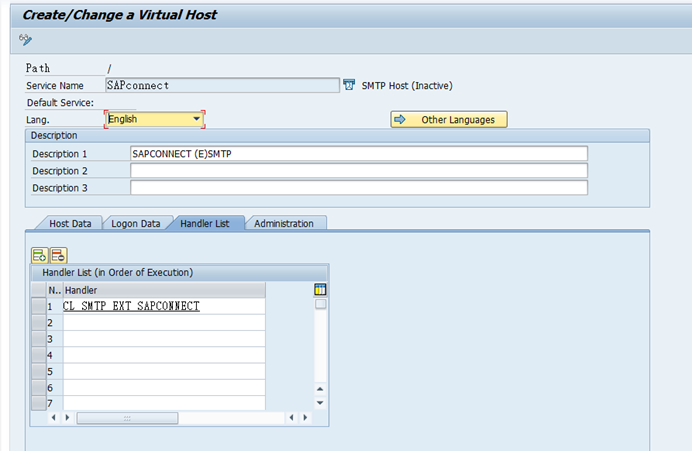 Create/Change a Virtual Host
Path /
Service Name SAPconnect SMTP Host (Inactive)
Default Service:
Lang. English Other Languages
Description
Description 1 SAPCONNECT (E)SMTP
Description 2
Description 3
Host Data Logon Data Handler List Administration
Handler List (in Order of Execution)
N.. Handler
1 CL_SMTP_EXT_SAPCONNECT
2
3
4
5
6
7